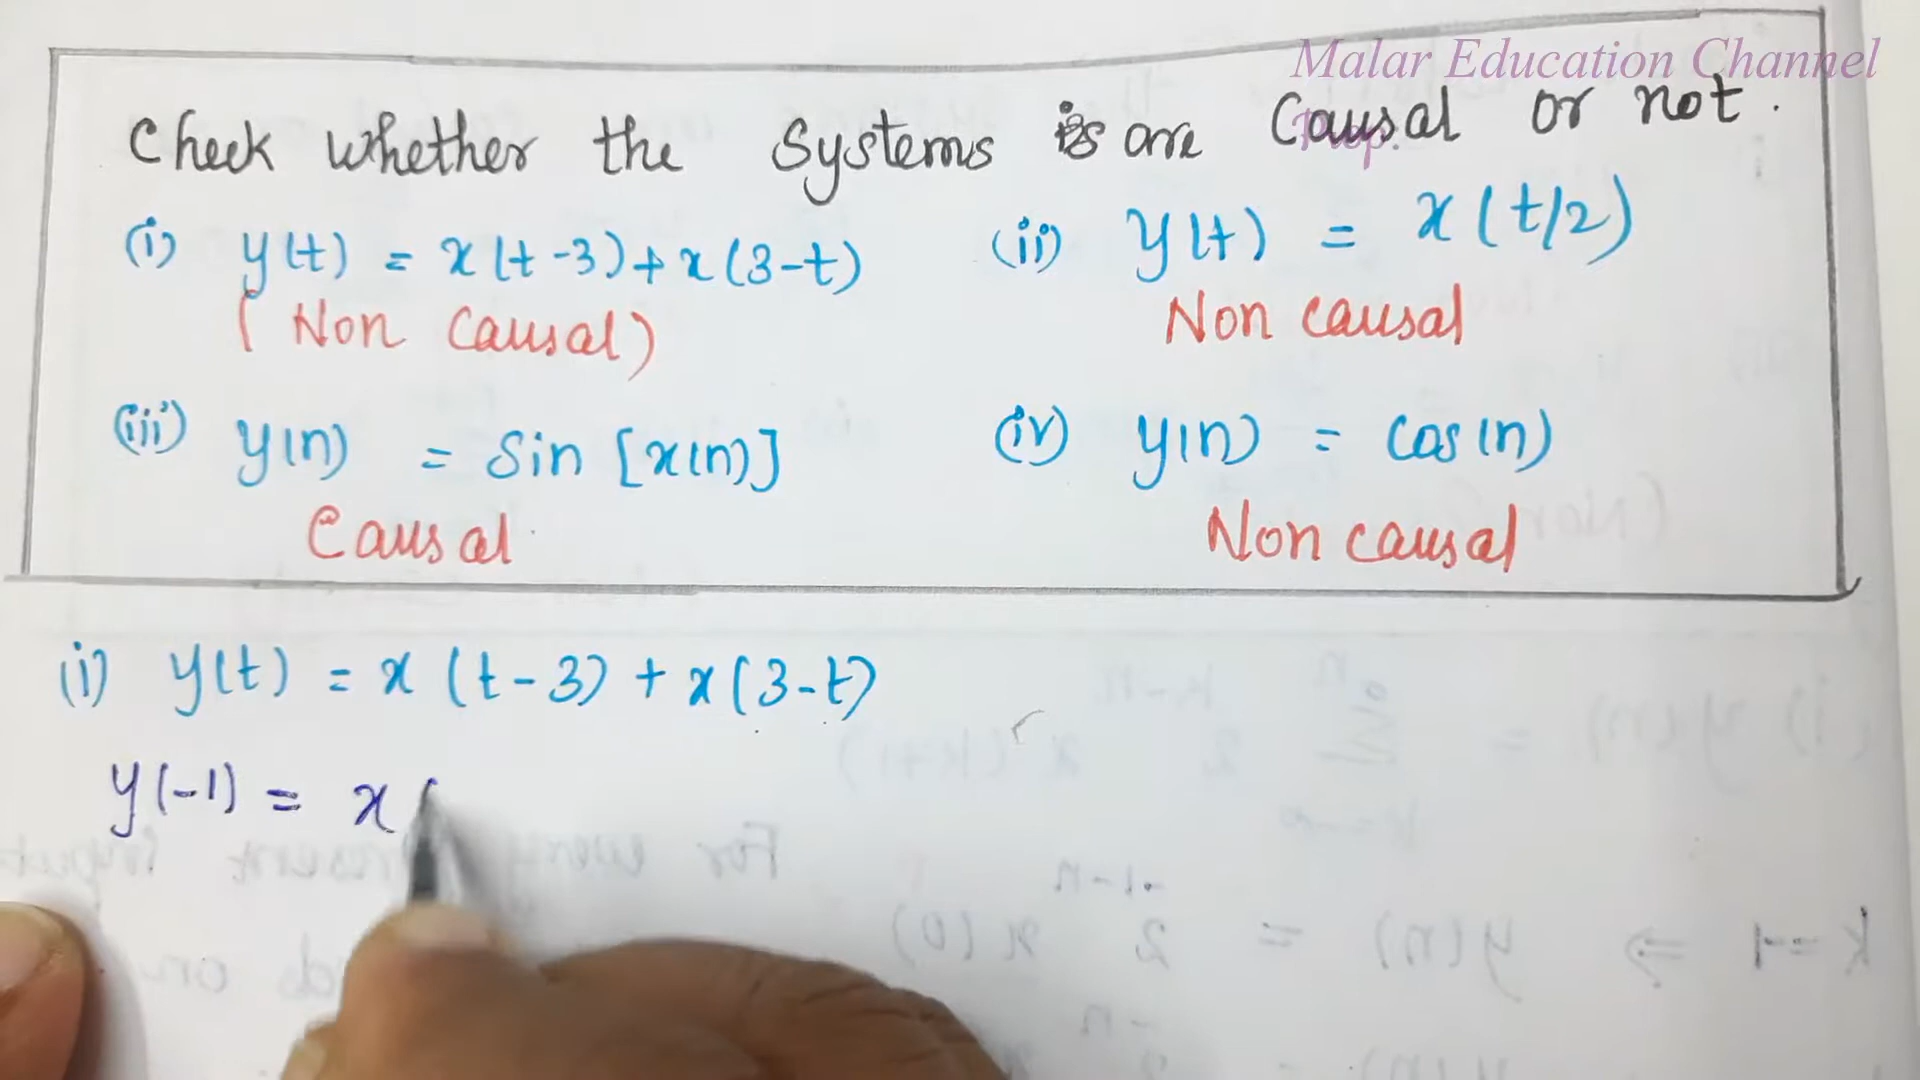 Malar Education Channel
Check whether the Systems is are Causal or not.
(i) y(t) = x(t-3)+x(3-t) (ii) y(t) = x(t/2)
(Non Causal) Non causal
(iii) y(n) = Sin [x(n)] (iv) y(n) = cos(n)
Causal Non causal
(i) y(t) = x(t-3) + x(3-t)
y(-1) = x(